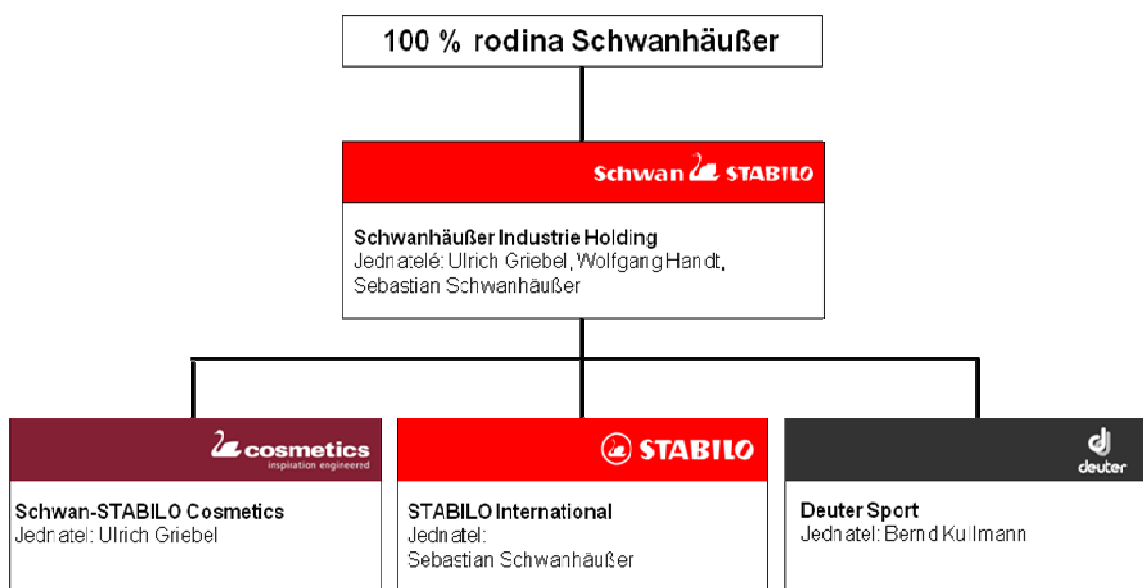 100 % rodina Schwanhäußer
Schwan STABILO
Schwanhäußer Industrie Holding
Jednatelé: Ulrich Griebel, Wolfgang Handt,
Sebastian Schwanhäußer
cosmetics
inspiration engineered
Schwan-STABILO Cosmetics
Jednatel: Ulrich Griebel
STABILO
STABILO International
Jednatel:
Sebastian Schwanhäußer
deuter
Deuter Sport
Jednatel: Bernd Kullmann